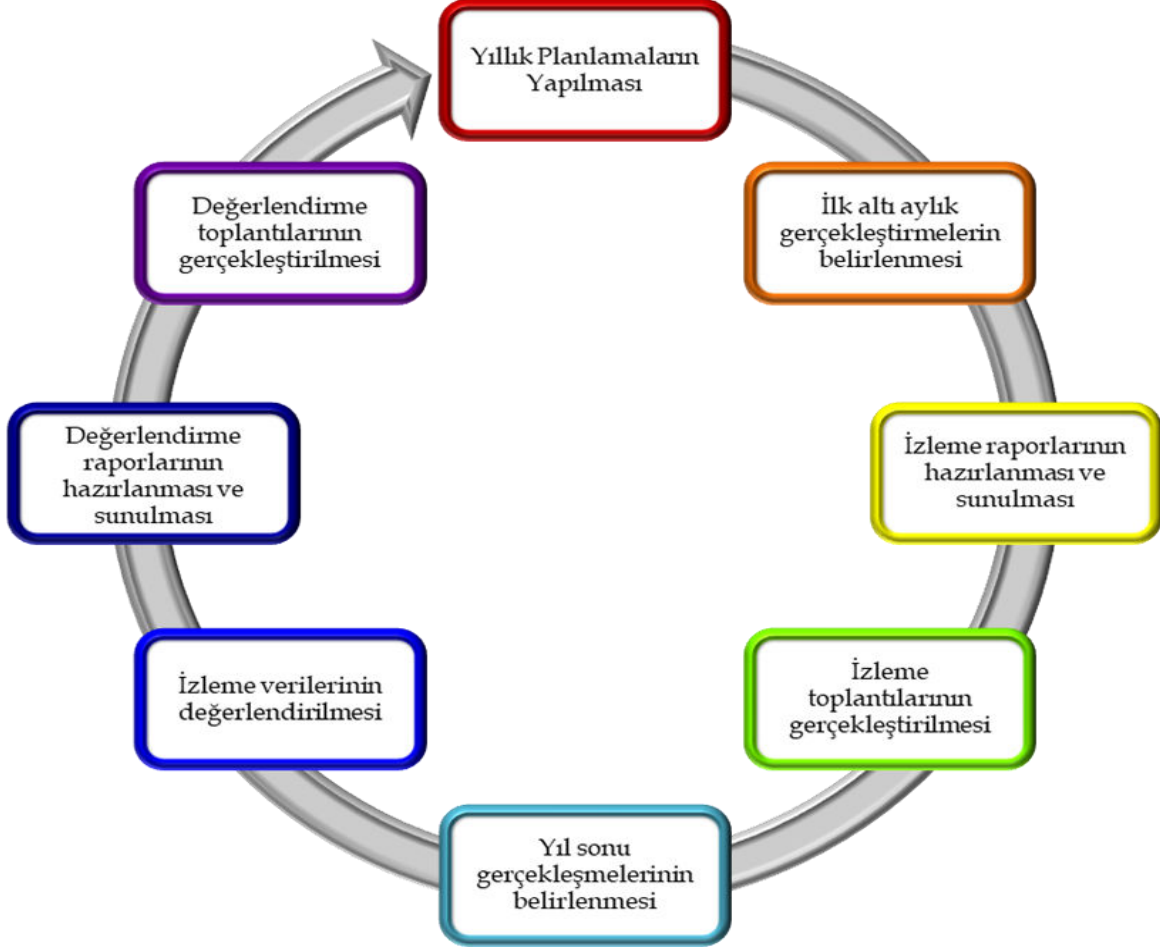 Yıllık Planlamaların
Yapılması
İlk altı aylık
gerçekleştirmelerin
belirlenmesi
İzleme raporlarının
hazırlanması ve
sunulması
İzleme
toplantılarının
gerçekleştirilmesi
Yıl sonu
gerçekleşmelerinin
belirlenmesi
İzleme verilerinin
değerlendirilmesi
Değerlendirme
raporlarının
hazırlanması ve
sunulması
Değerlendirme
toplantılarının
gerçekleştirilmesi